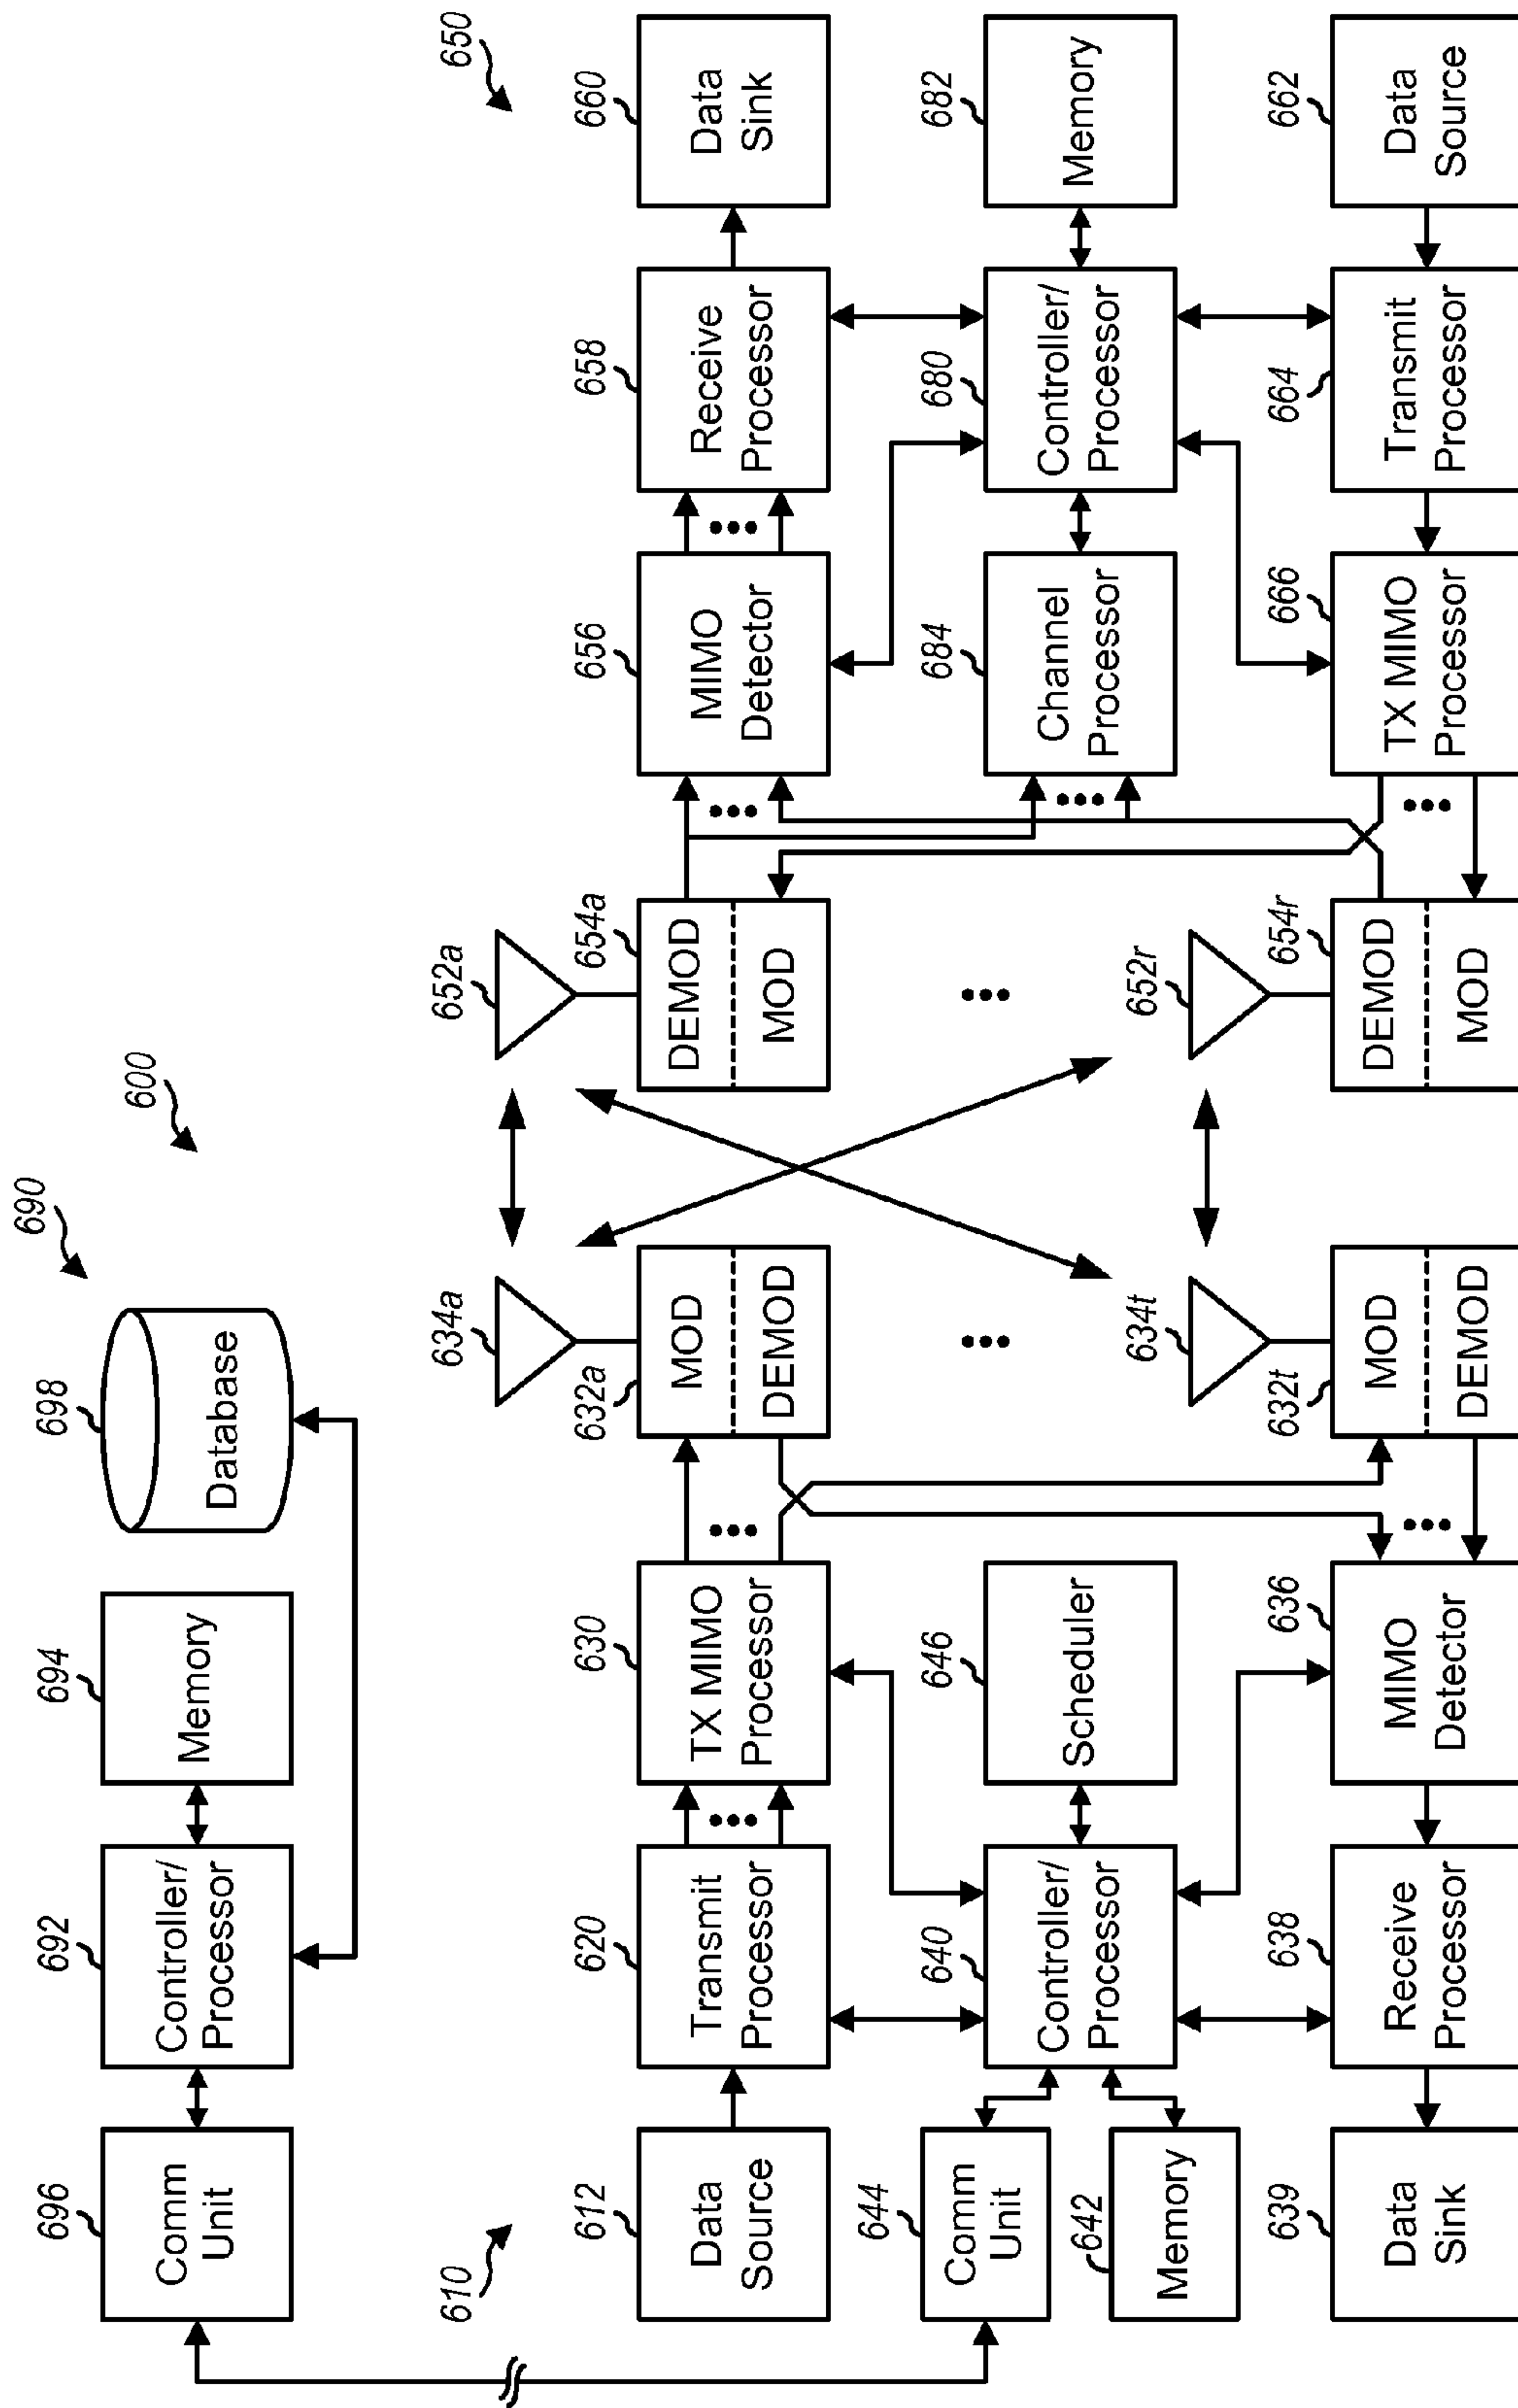 600
690
696
Comm
Unit
692
Controller/
Processor
694
Memory
698
Database
610
612
Data
Source
620
Transmit
Processor
630
TX MIMO
Processor
632a
MOD
DEMOD
634a
644
Comm
Unit
642
Memory
640
Controller/
Processor
646
Scheduler
639
Data
Sink
638
Receive
Processor
636
MIMO
Detector
632t
MOD
DEMOD
634t
650
652a
654a
DEMOD
MOD
656
MIMO
Detector
658
Receive
Processor
660
Data
Sink
684
Channel
Processor
680
Controller/
Processor
682
Memory
652r
654r
DEMOD
MOD
666
TX MIMO
Processor
664
Transmit
Processor
662
Data
Source